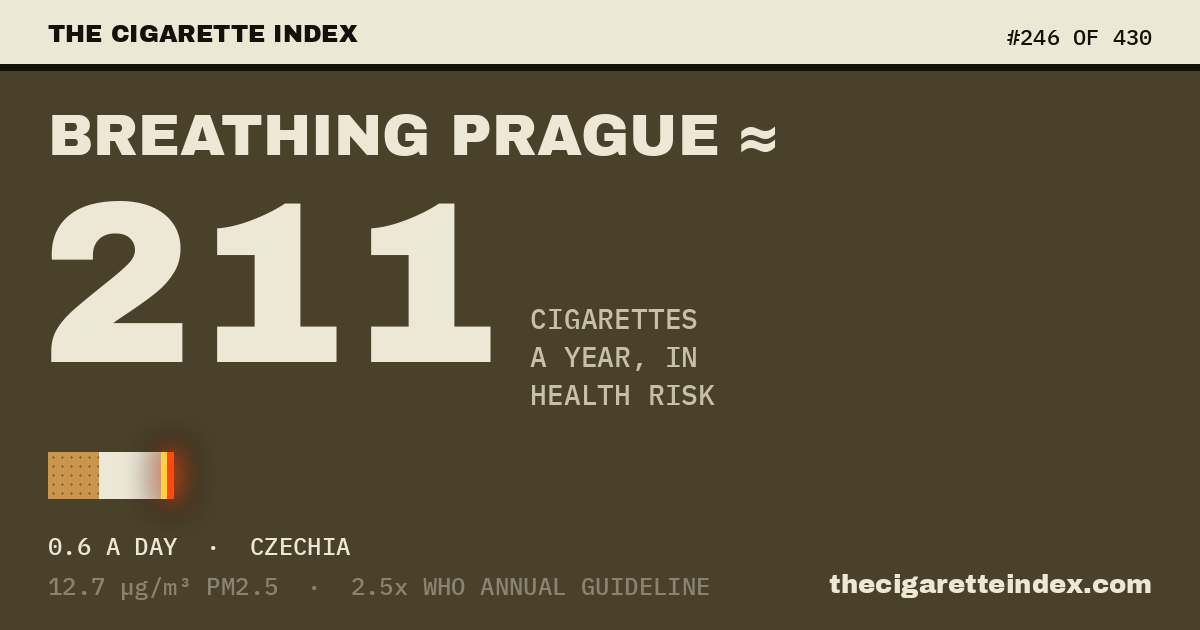 THE CIGARETTE INDEX
#246 OF 430
BREATHING PRAGUE ≈
211
CIGARETTES
A YEAR, IN
HEALTH RISK
0.6 A DAY · CZECHIA
12.7 µg/m³ PM2.5 · 2.5x WHO ANNUAL GUIDELINE
thecigaretteindex.com